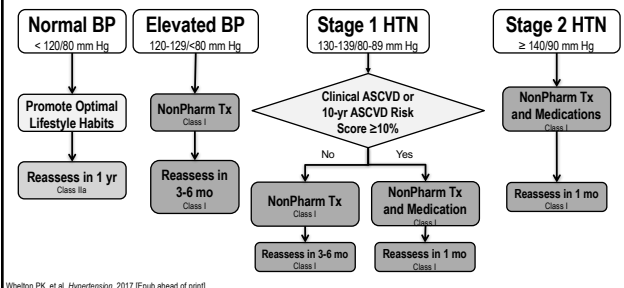 Normal BP
< 120/80 mm Hg
Elevated BP
120-129/<80 mm Hg
Stage 1 HTN
130-139/80-89 mm Hg
Stage 2 HTN
≥ 140/90 mm Hg
Promote Optimal
Lifestyle Habits
NonPharm Tx
Class I
Clinical ASCVD or
10-yr ASCVD Risk
Score ≥10%
NonPharm Tx
and Medications
Class I
No
Yes
Reassess in 1 yr
Class IIa
Reassess in
3-6 mo
Class I
NonPharm Tx
Class I
NonPharm Tx
and Medication
Class I
Reassess in 1 mo
Class I
Reassess in 3-6 mo
Class I
Reassess in 1 mo
Class I
Whelton PK, et al. Hypertension. 2017 [Epub ahead of print]